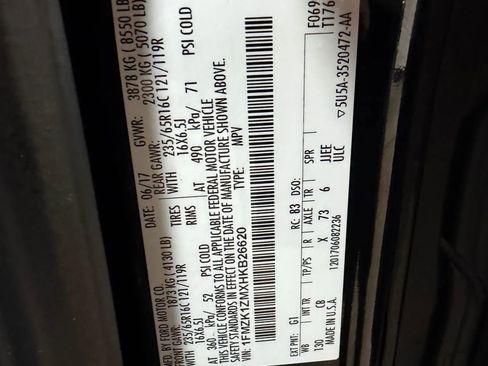 MFD. BY FORD MOTOR CO.
DATE: 06/17 GVWR: 3878 KG ( 8550 LB)
FRONT GAWR: 1873 KG ( 4130 LB) REAR GAWR: 2300 KG ( 5070 LB)
235/65R16C 121/119R TIRES WITH 235/65R16C 121/119R
16X6.5J RIMS 16X6.5J
AT 360 kPa/ 52 PSI COLD AT 490 kPa/ 71 PSI COLD
THIS VEHICLE CONFORMS TO ALL APPLICABLE FEDERAL MOTOR VEHICLE
SAFETY STANDARDS IN EFFECT ON THE DATE OF MANUFACTURE SHOWN ABOVE.
VIN: 1FMZK1ZMXHKB26620 TYPE: MPV
F069
T176
EXT PNT: G1 RC: 83 DSO:
WB INT TR TP/PS R AXLE TR SPR
130 CB X 73 6 JJEE
MADE IN U.S.A. ULC
1201706082236
▽5U5A-3520472-AA